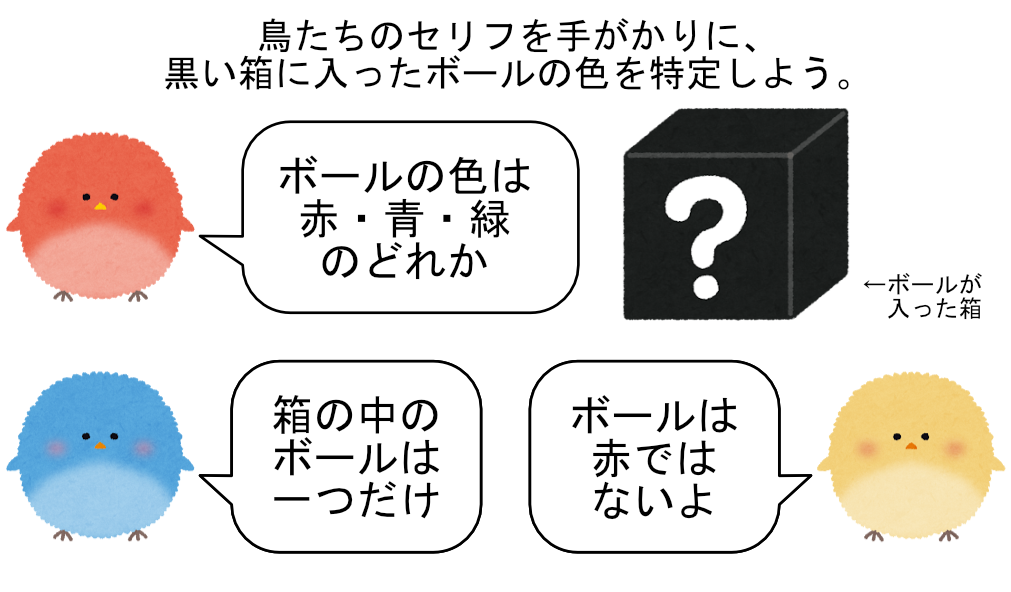 鳥たちのセリフを手がかりに、
黒い箱に入ったボールの色を特定しよう。
ボールの色は
赤・青・緑
のどれか
?
←ボールが
入った箱
箱の中の
ボールは
一つだけ
ボールは
赤では
ないよ